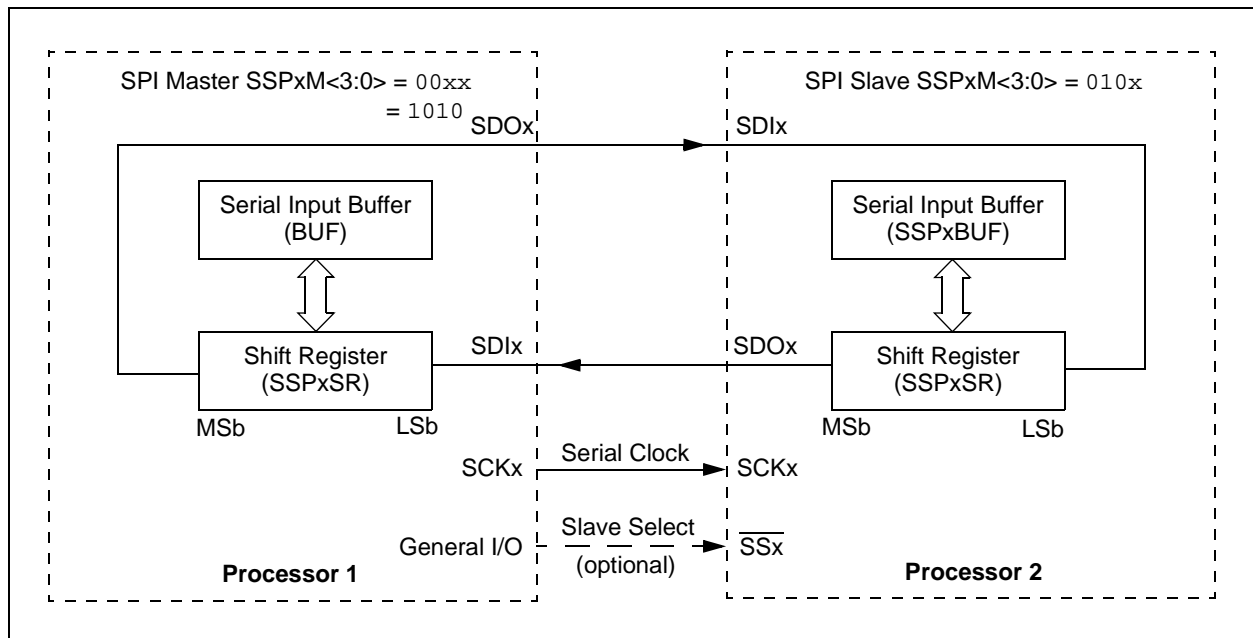 SPI Master SSPxM<3:0> = 00xx
= 1010
SDOx
Serial Input Buffer
(BUF)
Shift Register
(SSPxSR)
MSb
LSb
SDIx
SCKx
General I/O
Processor 1
Serial Clock
Slave Select
(optional)
SPI Slave SSPxM<3:0> = 010x
SDIx
Serial Input Buffer
(SSPxBUF)
SDOx
Shift Register
(SSPxSR)
MSb
LSb
SCKx
SSx
Processor 2